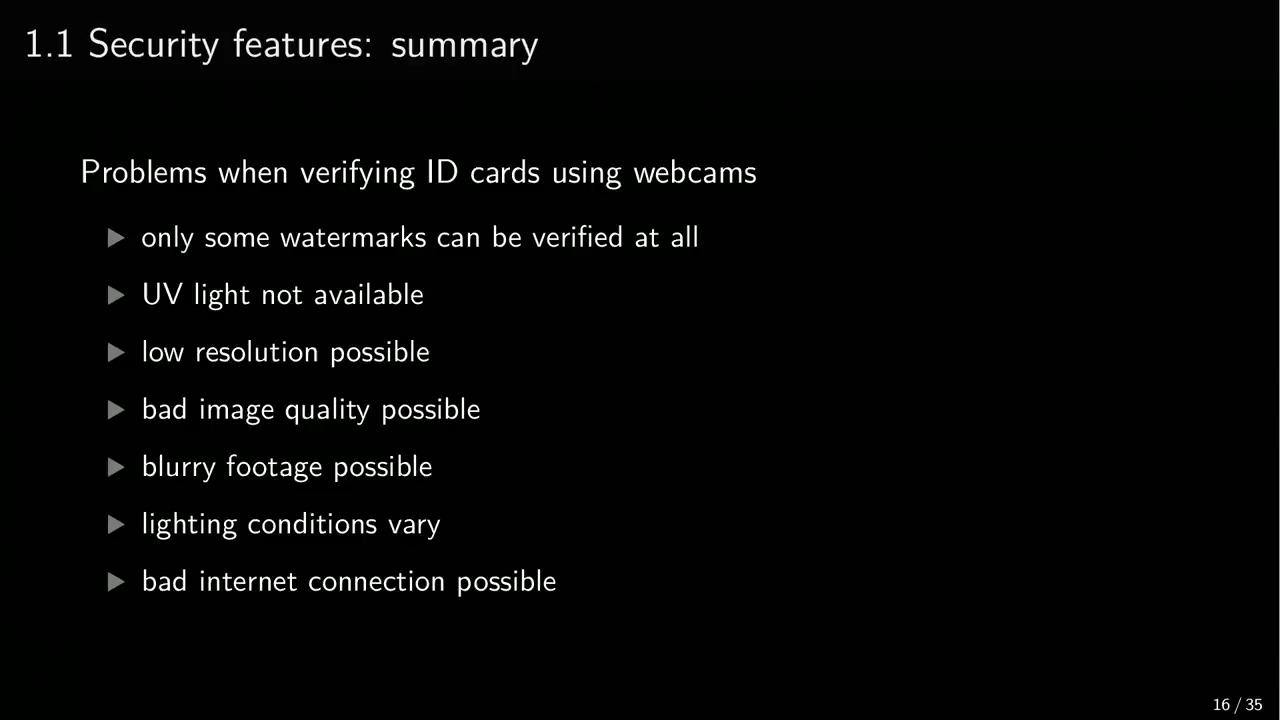 1.1 Security features: summary
Problems when verifying ID cards using webcams
▶ only some watermarks can be verified at all
▶ UV light not available
▶ low resolution possible
▶ bad image quality possible
▶ blurry footage possible
▶ lighting conditions vary
▶ bad internet connection possible
16 / 35